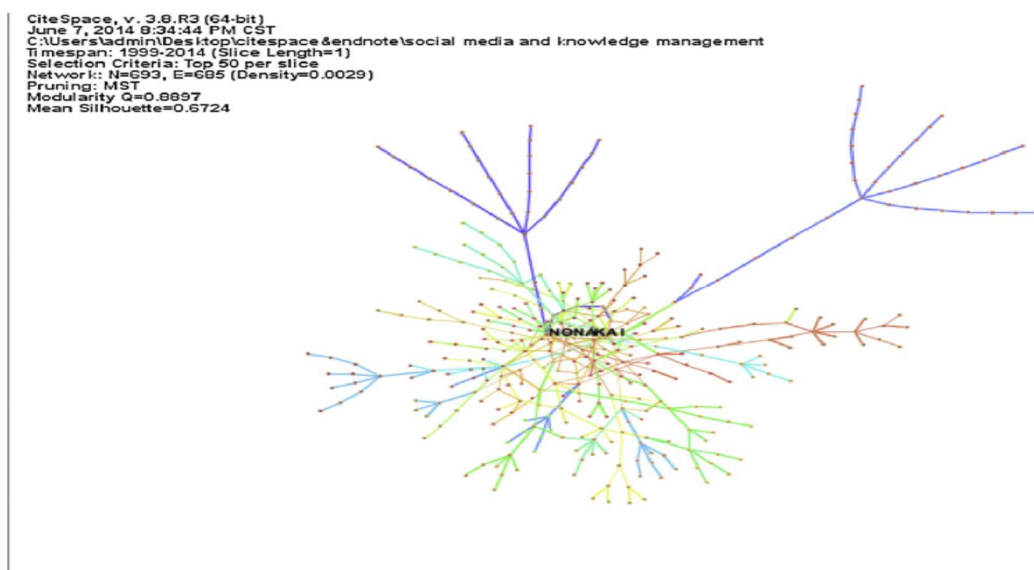 CiteSpace, v. 3.8.R3 (64-bit)
June 7, 2014 8:34:44 PM CST
C:\Users\admin\Desktop\citespace&endnote\social media and knowledge management
Timespan: 1999-2014 (Slice Length=1)
Selection Criteria: Top 50 per slice
Network: N=693, E=685 (Density=0.0029)
Pruning: MST
Modularity Q=0.8897
Mean Silhouette=0.6724
NONAKA I